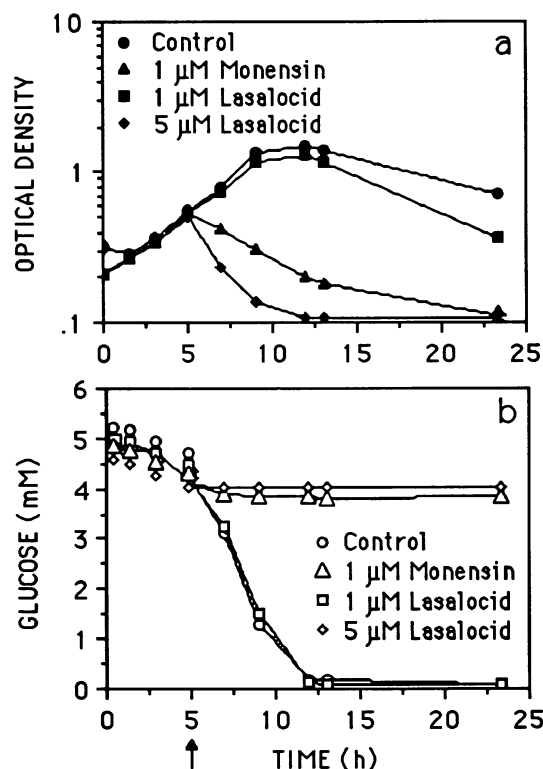 10
a
Control
1 µM Monensin
1 µM Lasalocid
5 µM Lasalocid
OPTICAL DENSITY
1
.1
0 5 10 15 20 25
6
b
5
4
GLUCOSE (mM)
3
Control
1 µM Monensin
1 µM Lasalocid
5 µM Lasalocid
2
1
0
0 5 10 15 20 25
TIME (h)